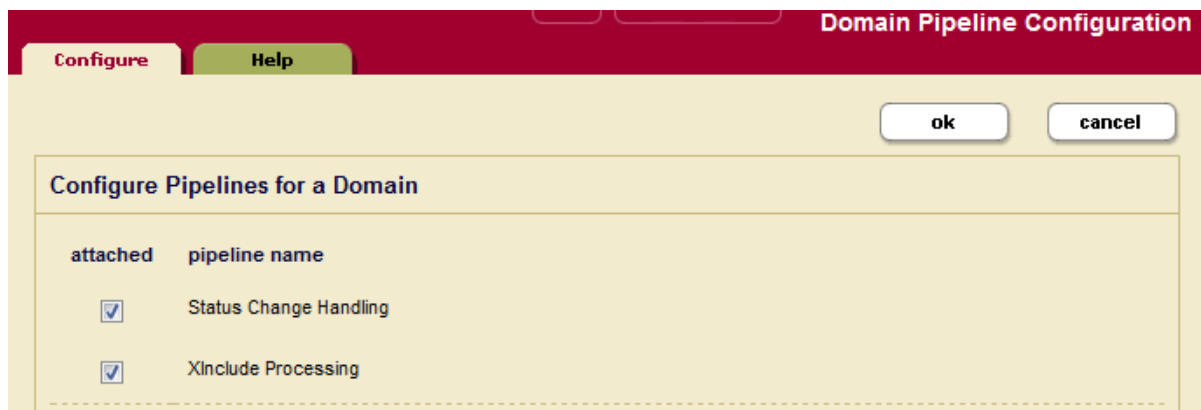 Domain Pipeline Configuration
Configure Help
ok cancel
Configure Pipelines for a Domain
attached pipeline name
Status Change Handling
XInclude Processing